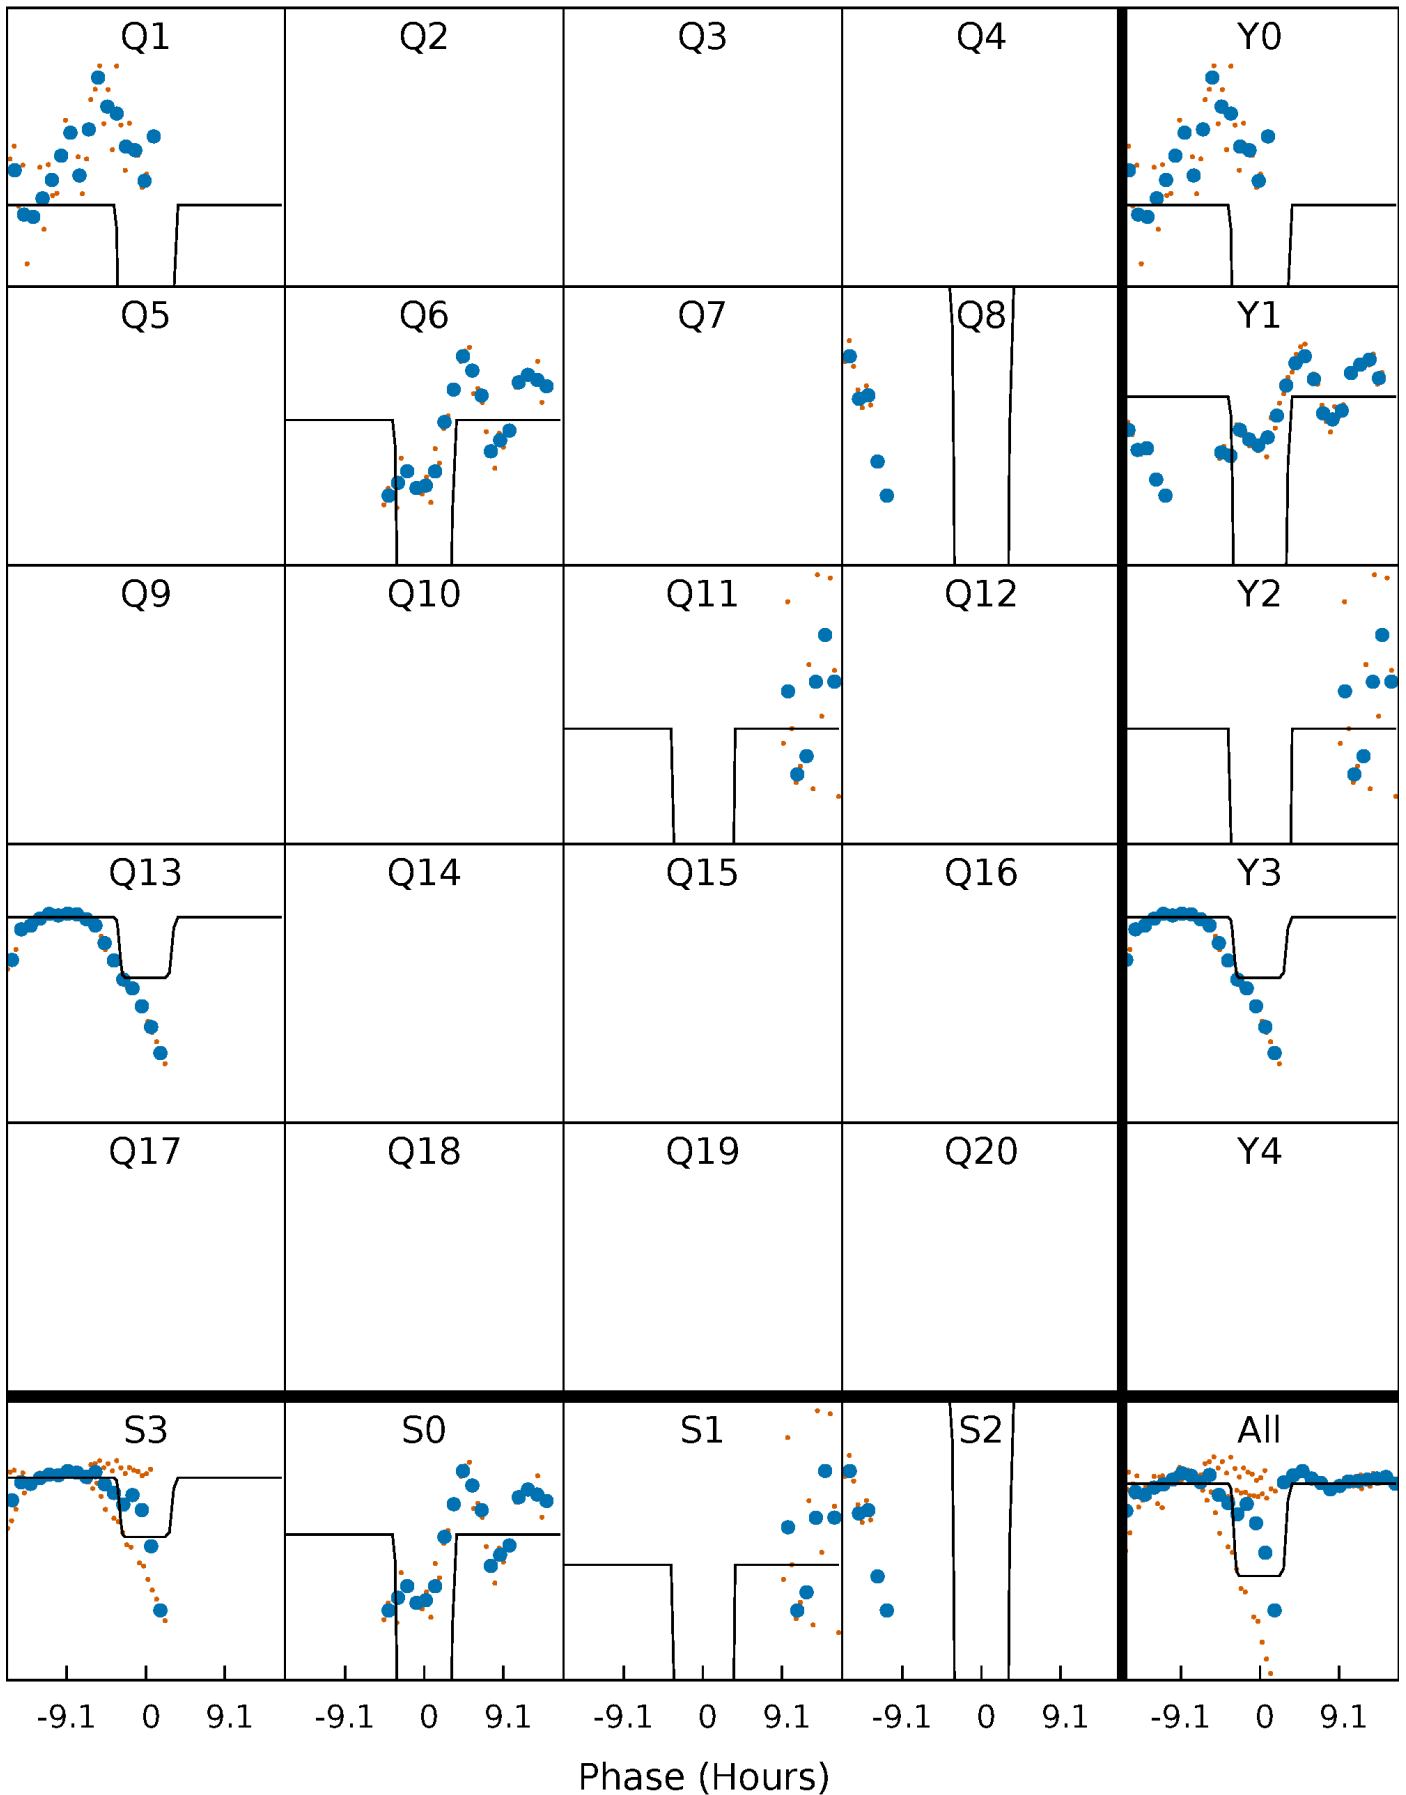 Q1 Q2 Q3 Q4 Y0
Q5 Q6 Q7 Q8 Y1
Q9 Q10 Q11 Q12 Y2
Q13 Q14 Q15 Q16 Y3
Q17 Q18 Q19 Q20 Y4
S3 S0 S1 S2 All
-9.1 0 9.1 -9.1 0 9.1 -9.1 0 9.1 -9.1 0 9.1 -9.1 0 9.1
Phase (Hours)